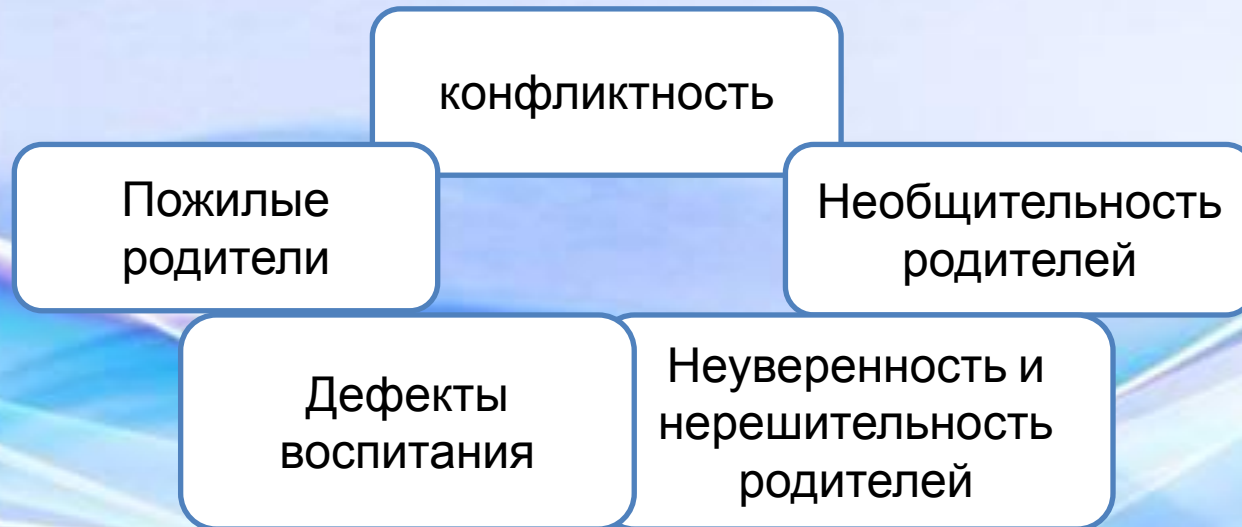 конфликтность
Пожилые
родители
Необщительность
родителей
Дефекты
воспитания
Неуверенность и
нерешительность
родителей